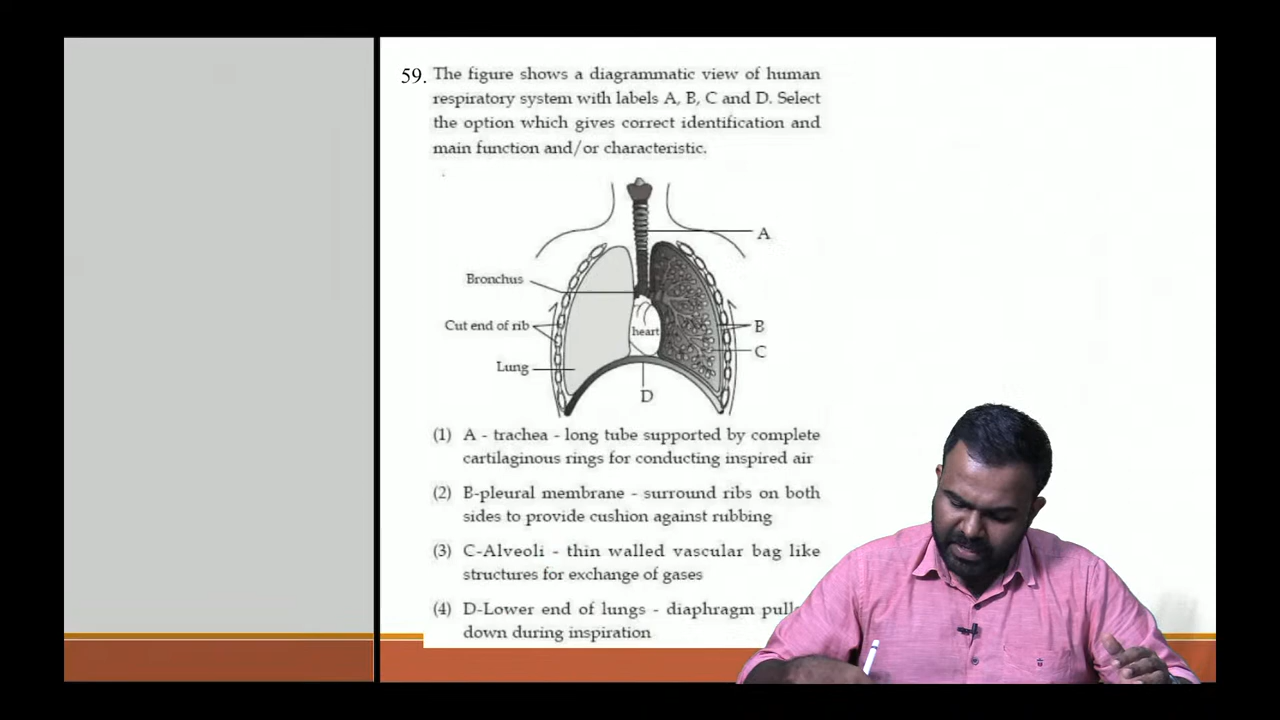 59. The figure shows a diagrammatic view of human
respiratory system with labels A, B, C and D. Select
the option which gives correct identification and
main function and/or characteristic.
A
Bronchus
Cut end of rib
heart
B
C
Lung
D
(1) A - trachea - long tube supported by complete
cartilaginous rings for conducting inspired air
(2) B-pleural membrane - surround ribs on both
sides to provide cushion against rubbing
(3) C-Alveoli - thin walled vascular bag like
structures for exchange of gases
(4) D-Lower end of lungs - diaphragm
down during inspiration